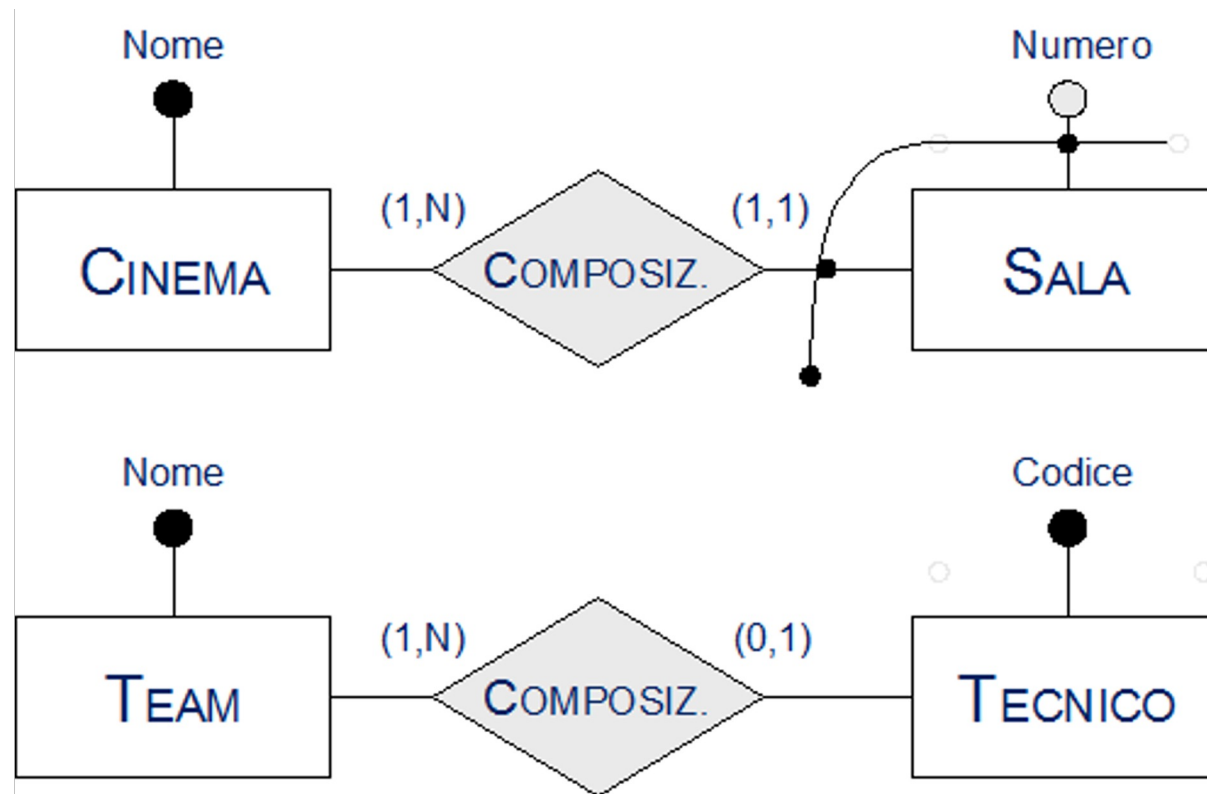 Nome
Numero
(1,N)
(1,1)
CINEMA
COMPOSIZ.
SALA
Nome
Codice
(1,N)
(0,1)
TEAM
COMPOSIZ.
TECNICO